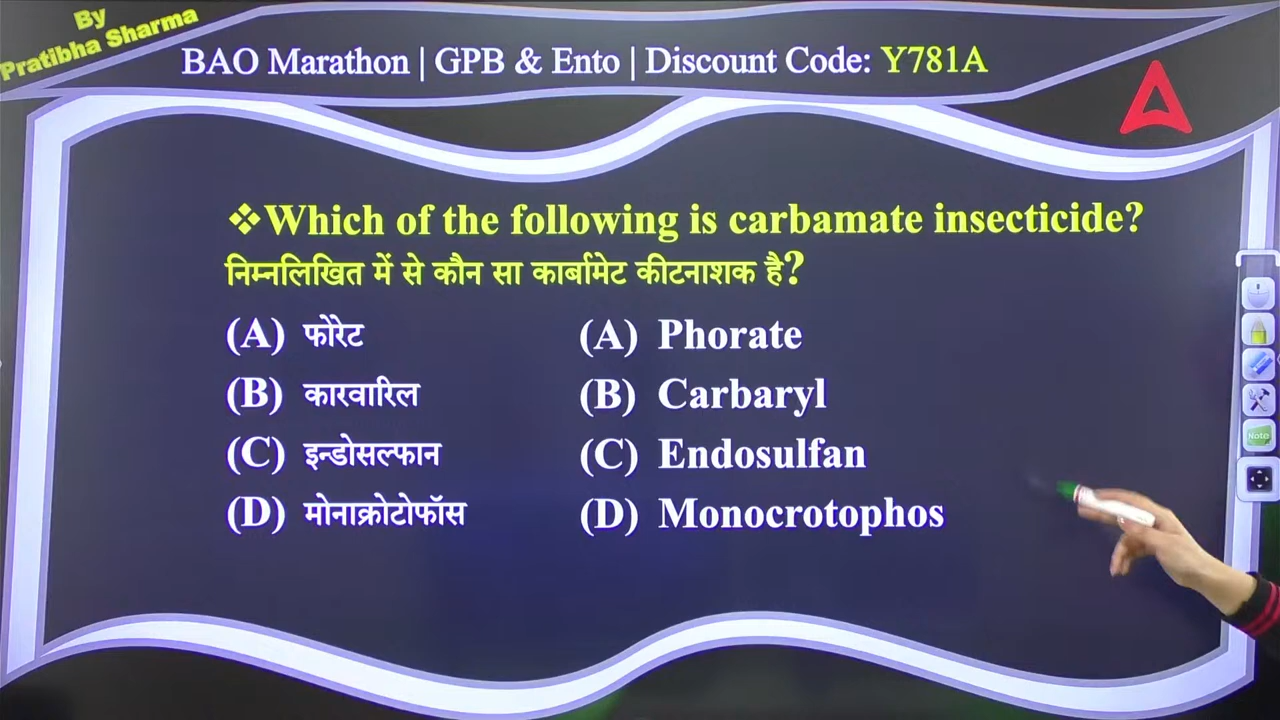 By
Pratibha Sharma
BAO Marathon | GPB & Ento | Discount Code: Y781A
❖Which of the following is carbamate insecticide?
निम्नलिखित में से कौन सा कार्बामेट कीटनाशक है?
(A) फोरेट (A) Phorate
(B) कारवारिल (B) Carbaryl
(C) इन्डोसल्फान (C) Endosulfan
(D) मोनाक्रोटोफॉस (D) Monocrotophos
Note